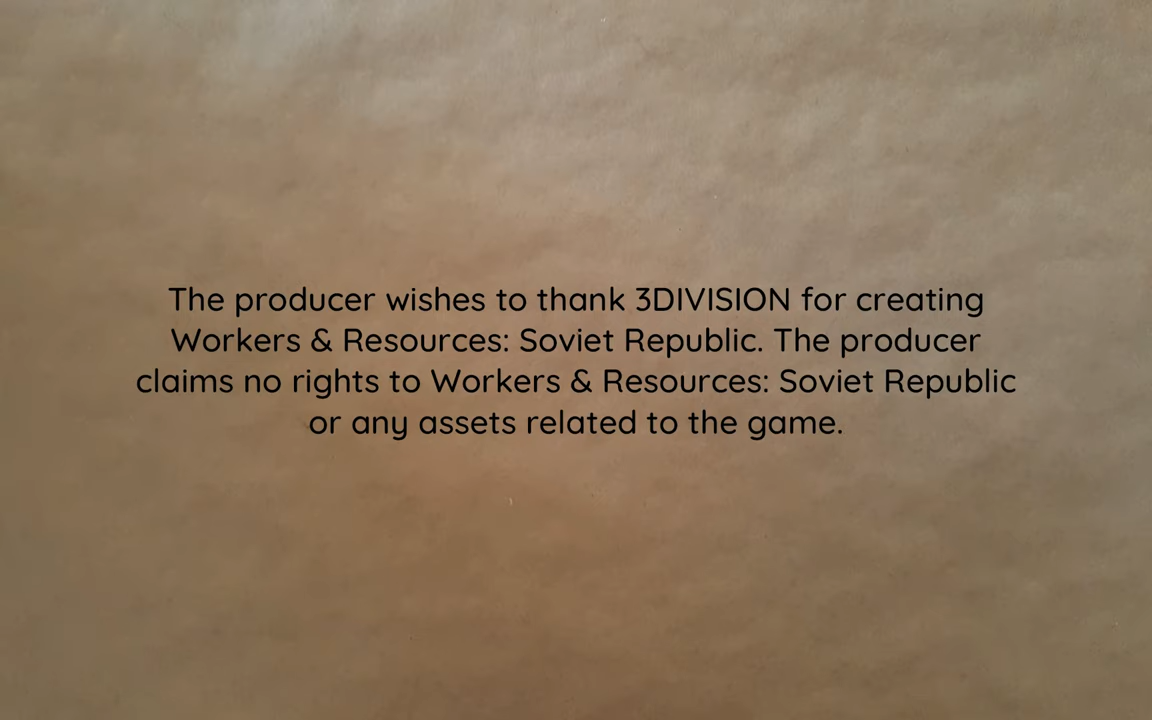 The producer wishes to thank 3DIVISION for creating
Workers & Resources: Soviet Republic. The producer
claims no rights to Workers & Resources: Soviet Republic
or any assets related to the game.